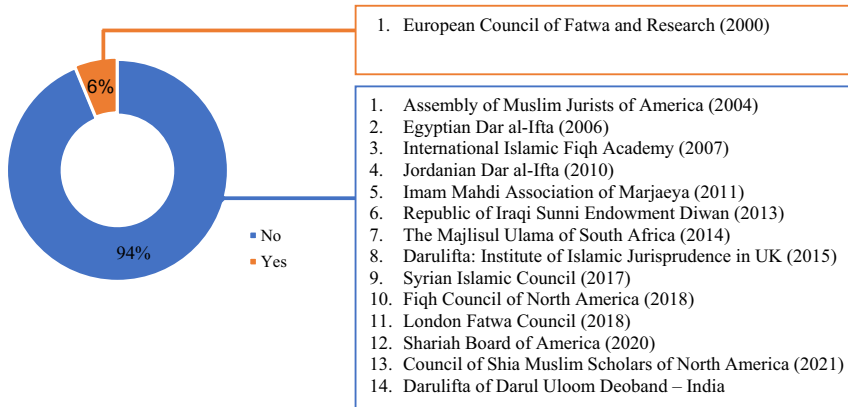 1. European Council of Fatwa and Research (2000)
6%
94%
No
Yes
1. Assembly of Muslim Jurists of America (2004)
2. Egyptian Dar al-Ifta (2006)
3. International Islamic Fiqh Academy (2007)
4. Jordanian Dar al-Ifta (2010)
5. Imam Mahdi Association of Marjaeya (2011)
6. Republic of Iraqi Sunni Endowment Diwan (2013)
7. The Majlisul Ulama of South Africa (2014)
8. Darulifta: Institute of Islamic Jurisprudence in UK (2015)
9. Syrian Islamic Council (2017)
10. Fiqh Council of North America (2018)
11. London Fatwa Council (2018)
12. Shariah Board of America (2020)
13. Council of Shia Muslim Scholars of North America (2021)
14. Darulifta of Darul Uloom Deoband – India